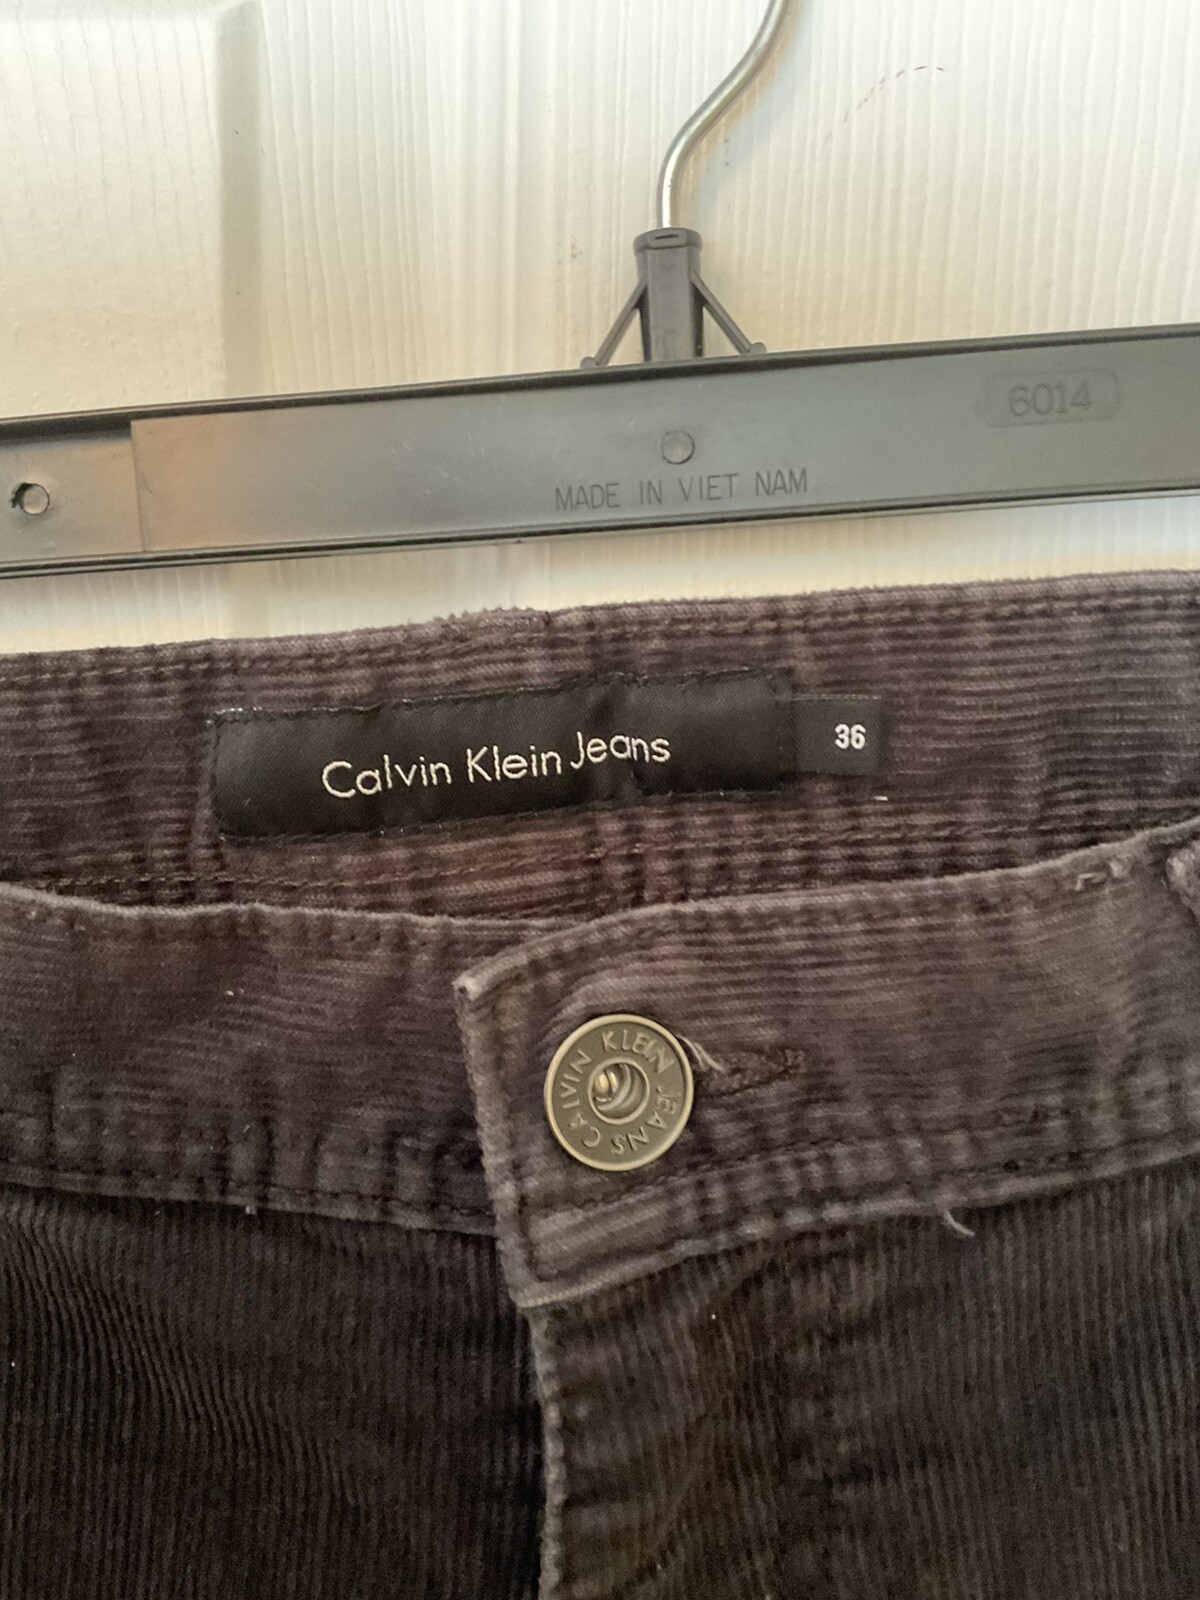 6014
MADE IN VIET NAM
Calvin Klein Jeans
36
CALVIN KLEIN JEANS